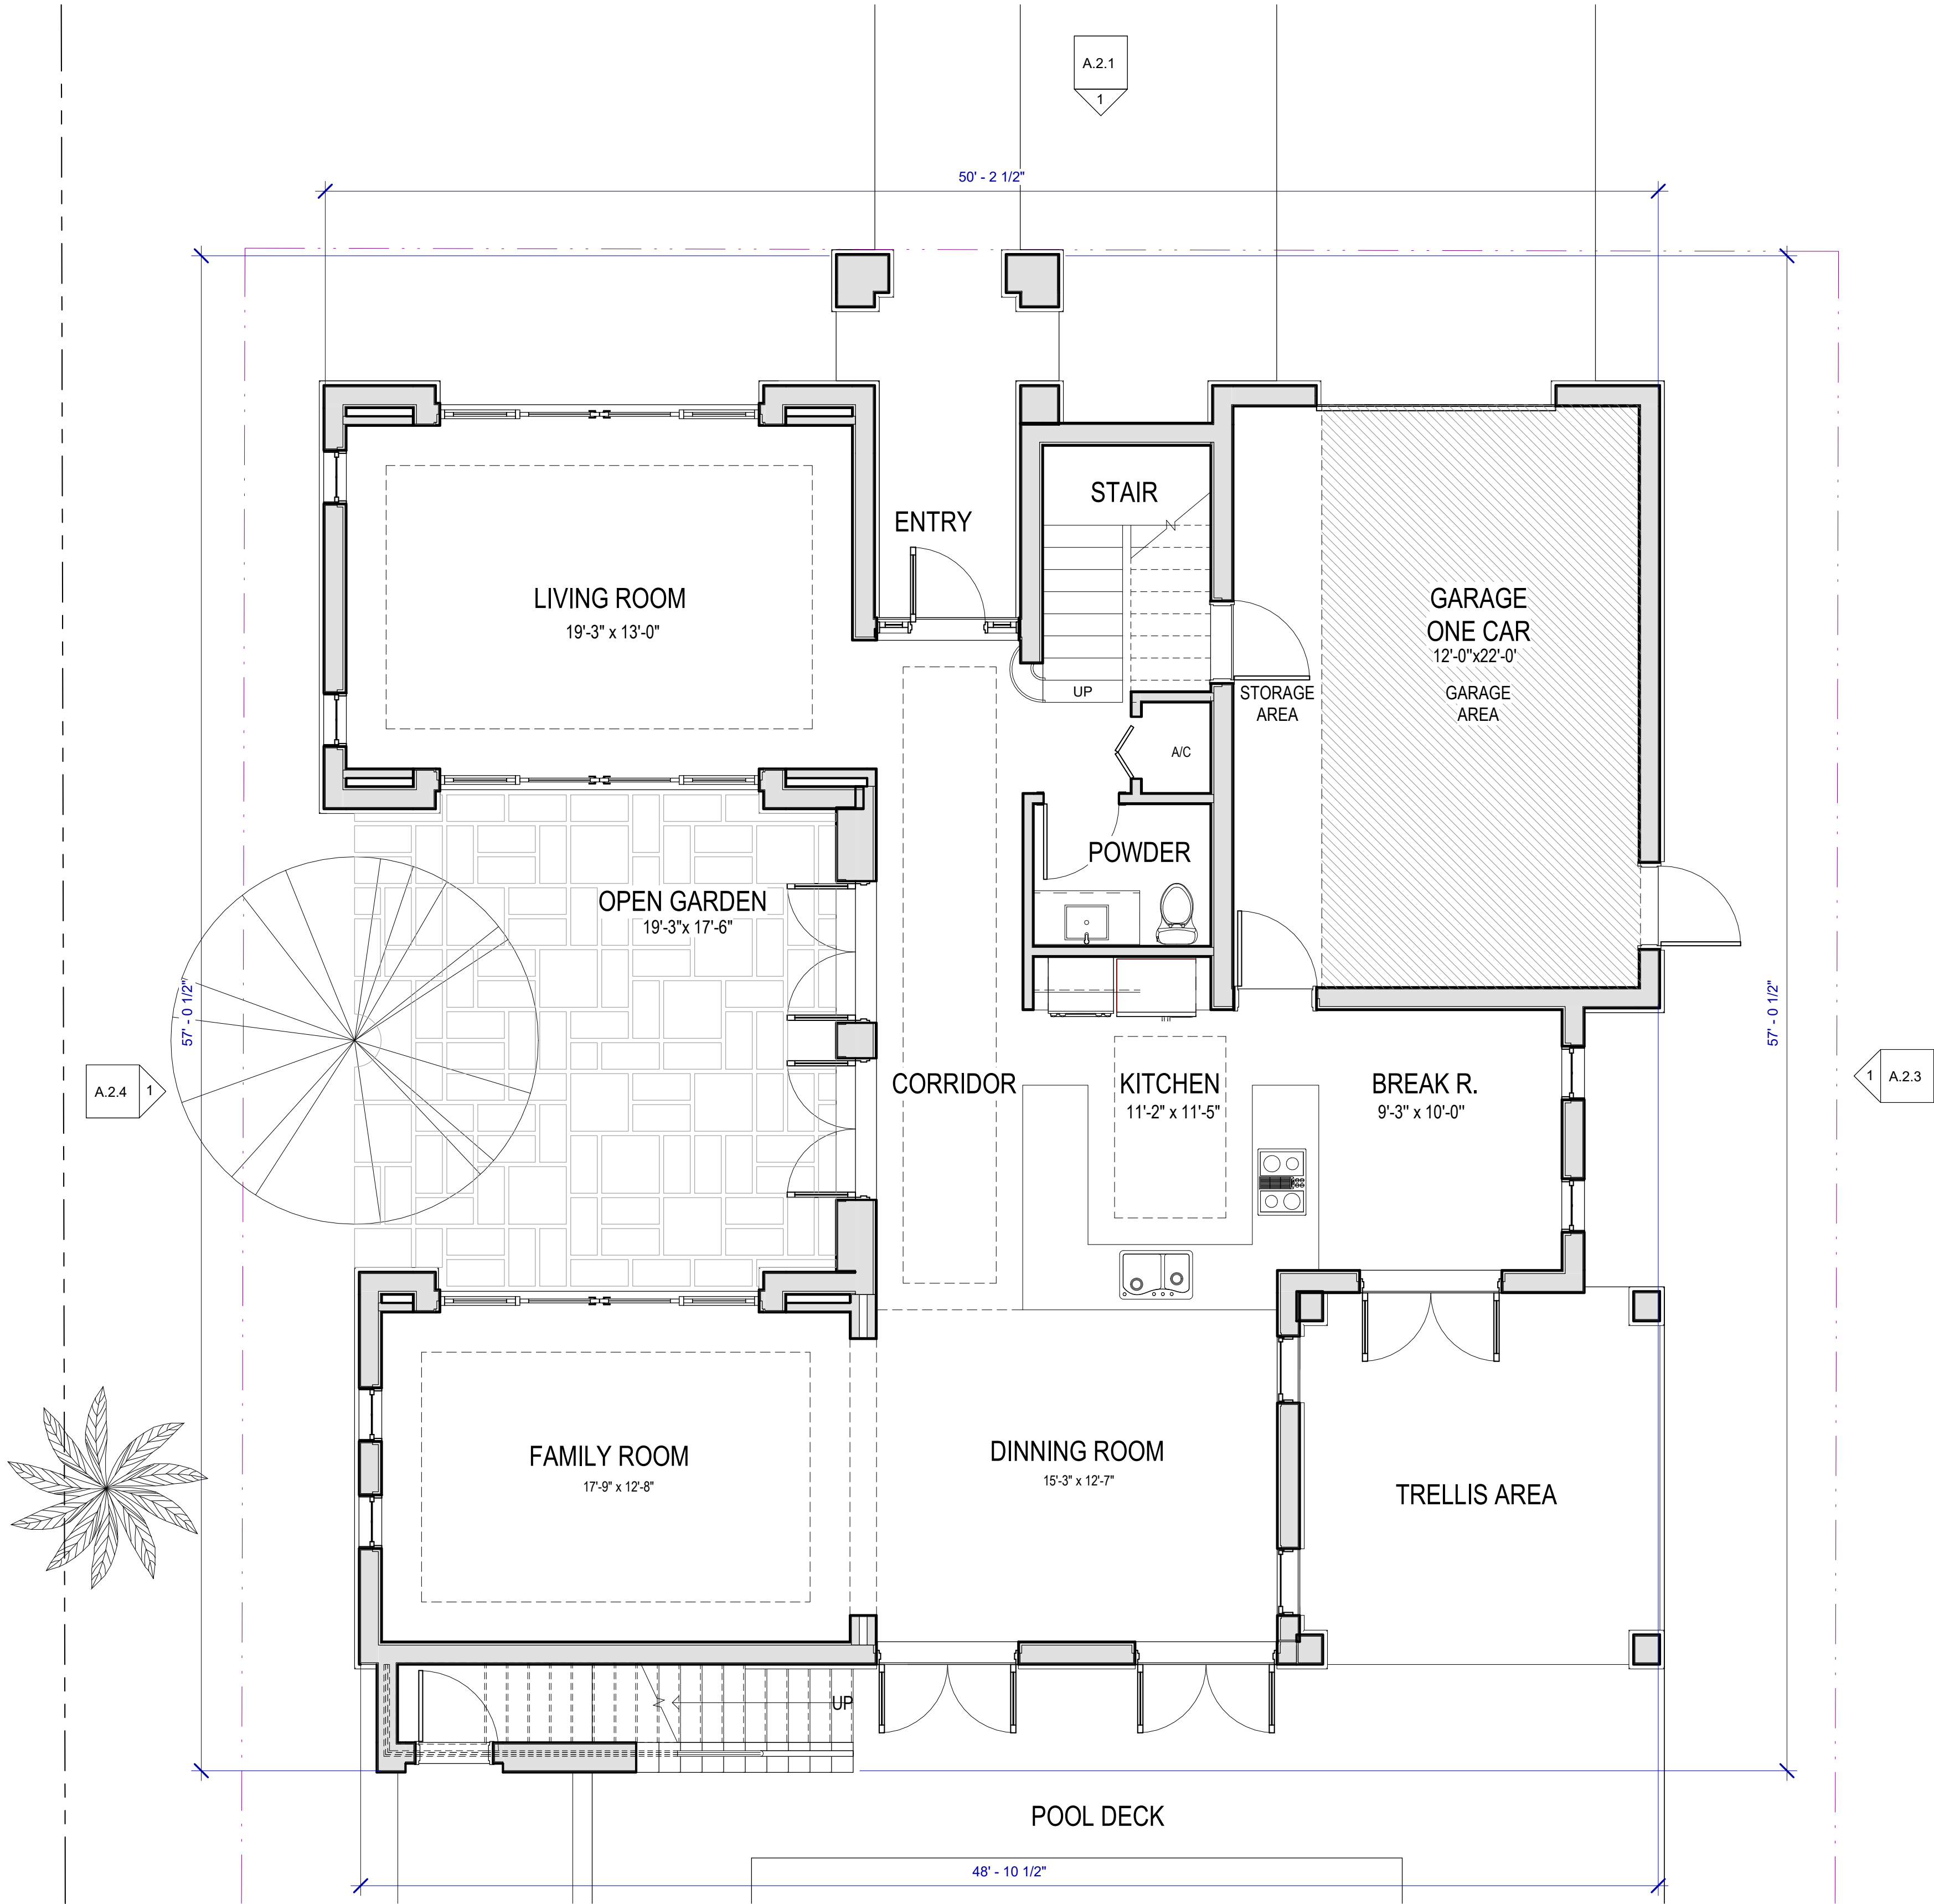 A.2.1
1
50' - 2 1/2"
STAIR
ENTRY
LIVING ROOM
19'-3" x 13'-0"
GARAGE
ONE CAR
12'-0"x22'-0'
UP
STORAGE
AREA
GARAGE
AREA
A/C
POWDER
OPEN GARDEN
19'-3"x 17'-6"
57' - 0 1/2"
57' - 0 1/2"
A.2.4
1
CORRIDOR
KITCHEN
11'-2" x 11'-5"
BREAK R.
9'-3" x 10'-0"
1
A.2.3
FAMILY ROOM
17'-9" x 12'-8"
DINNING ROOM
15'-3" x 12'-7"
TRELLIS AREA
UP
POOL DECK
48' - 10 1/2"